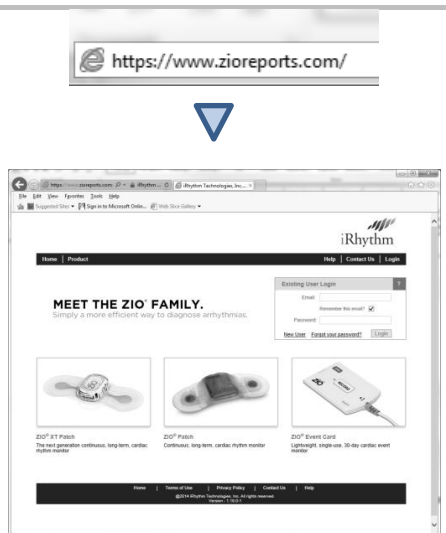 https://www.zioreports.com/
iRhythm Technologies, Inc...
File Edit View Favorites Tools Help
Suggested Sites Sign in to Microsoft Onlin... Web Slice Gallery
iRhythm
Home | Product Help | Contact Us | Login
Existing User Login ?
Email
Remember this email?
Password
New User Forgot your password? Login
MEET THE ZIO® FAMILY.
Simply a more efficient way to diagnose arrhythmias.
ZIO® XT Patch
The next generation continuous, long-term, cardiac
rhythm monitor
ZIO® Patch
Continuous, long-term, cardiac rhythm monitor
ZIO® Event Card
Lightweight, single-use, 30-day cardiac event
monitor
Home | Terms of Use | Privacy Policy | Contact Us | Help
@2014 iRhythm Technologies, Inc. All rights reserved.